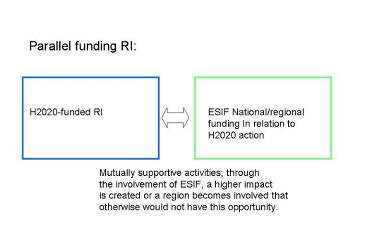 Parallel funding RI:
H2020-funded RI
ESIF National/regional
funding In relation to
H2020 action
Mutually supportive activities; through
the involvement of ESIF, a higher impact
is created or a region becomes involved that
otherwise would not have this opportunity.